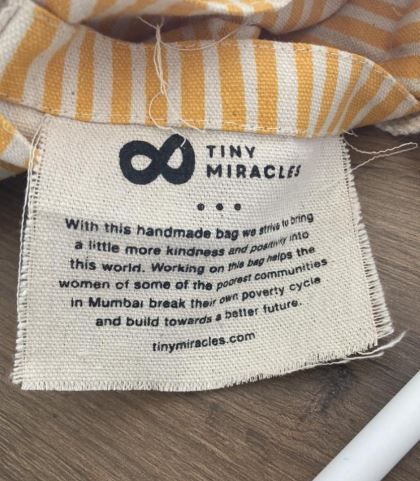 TINY
MIRACLES
With this handmade bag we strive to bring
a little more kindness and positivity into
this world. Working on this bag helps the
women of some of the poorest communities
in Mumbai break their own poverty cycle
and build towards a better future.
tinymiracles.com